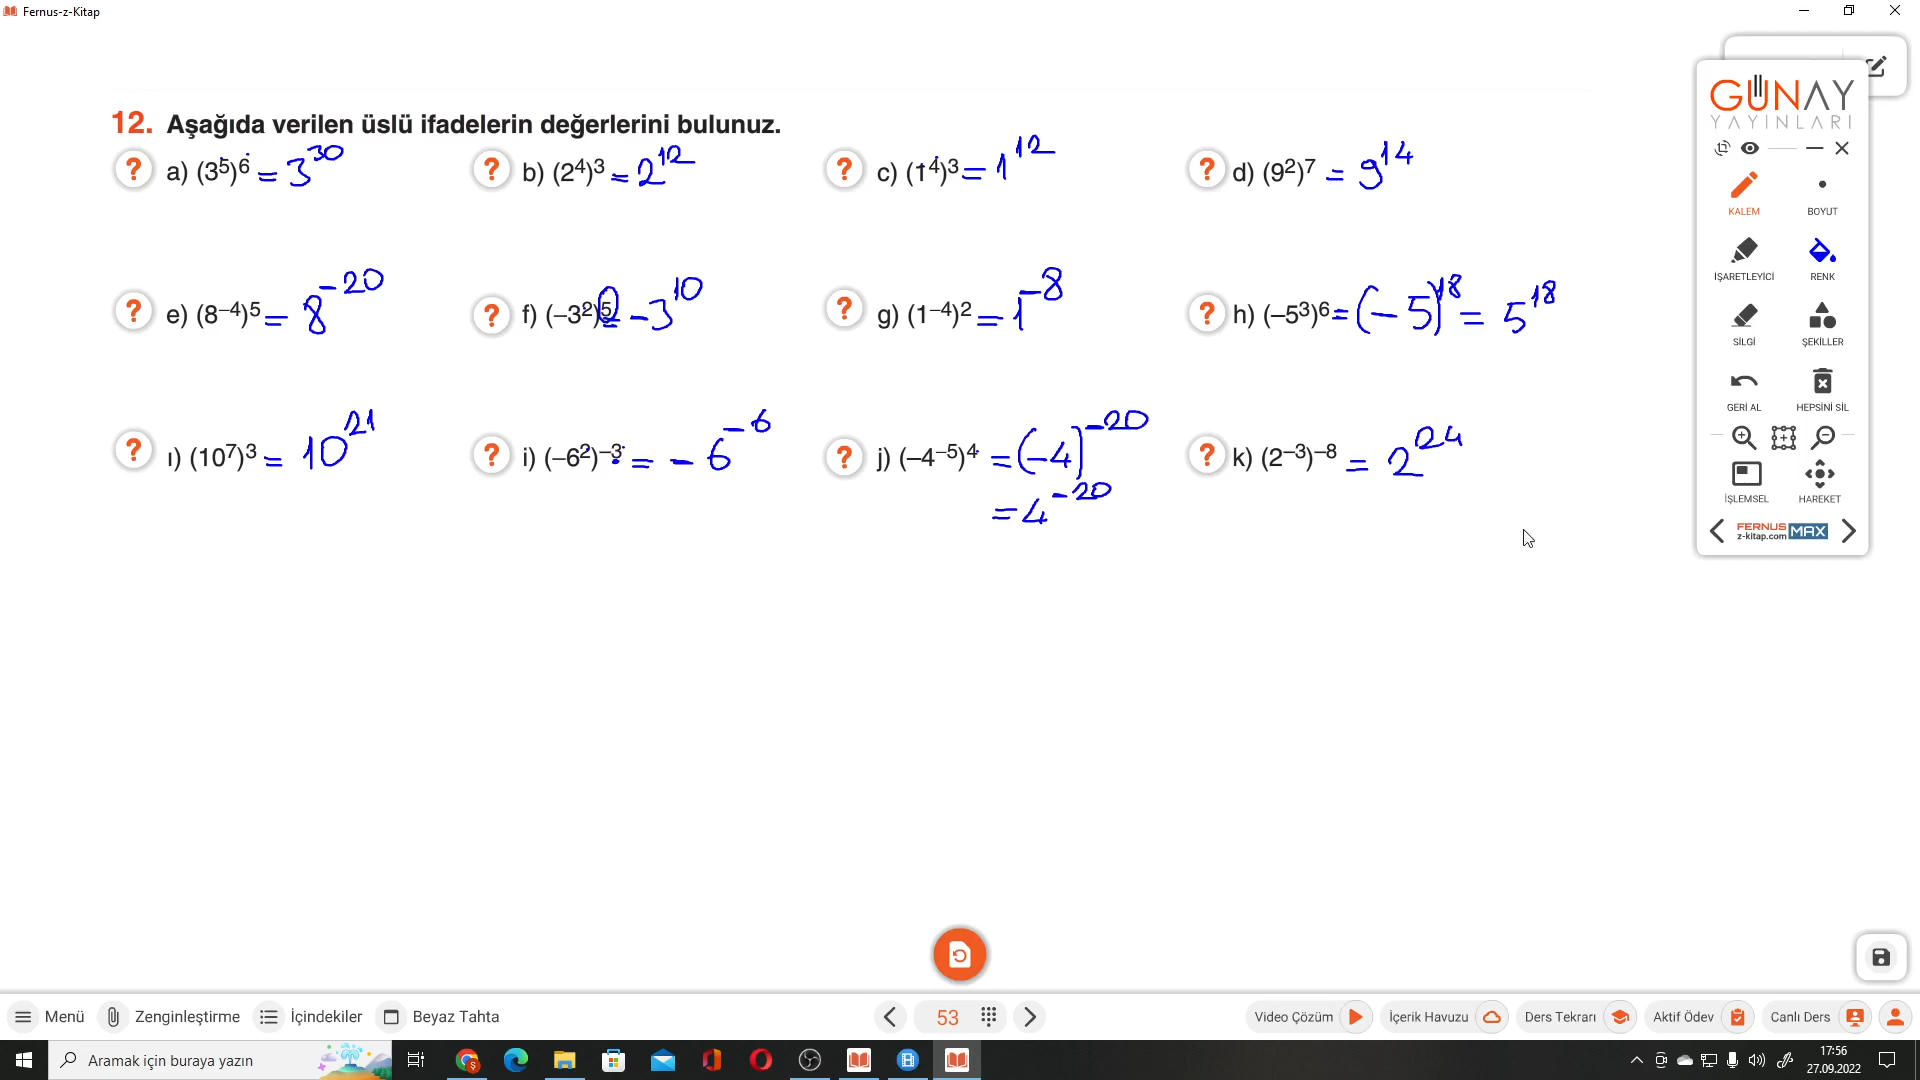 Fernus-z-Kitap
12. Aşağıda verilen üslü ifadelerin değerlerini bulunuz.
? a) (3⁵)⁶ = 3³⁰
? b) (2⁴)³ = 2¹²
? c) (1⁴)³ = 1¹²
? d) (9²)⁷ = 9¹⁴
? e) (8⁻⁴)⁵ = 8⁻²⁰
? f) (–3²)⁵ = –3¹⁰
? g) (1⁻⁴)² = 1⁻⁸
? h) (–5³)⁶ = (–5)¹⁸ = 5¹⁸
? ı) (10⁷)³ = 10²¹
? i) (–6²)⁻³ = –6⁻⁶
? j) (–4⁻⁵)⁴ = (–4)⁻²⁰
= 4⁻²⁰
? k) (2⁻³)⁻⁸ = 2²⁴
GÜNAY
YAYINLARI
KALEM BOYUT
İŞARETLEYİCİ RENK
SİLGİ ŞEKİLLER
GERİ AL HEPSİNİ SİL
İŞLEMSEL HAREKET
FERNUS
z-kitap.com MAX
Menü Zenginleştirme İçindekiler Beyaz Tahta 53 Video Çözüm İçerik Havuzu Ders Tekrarı Aktif Ödev Canlı Ders
Aramak için buraya yazın
17:56
27.09.2022